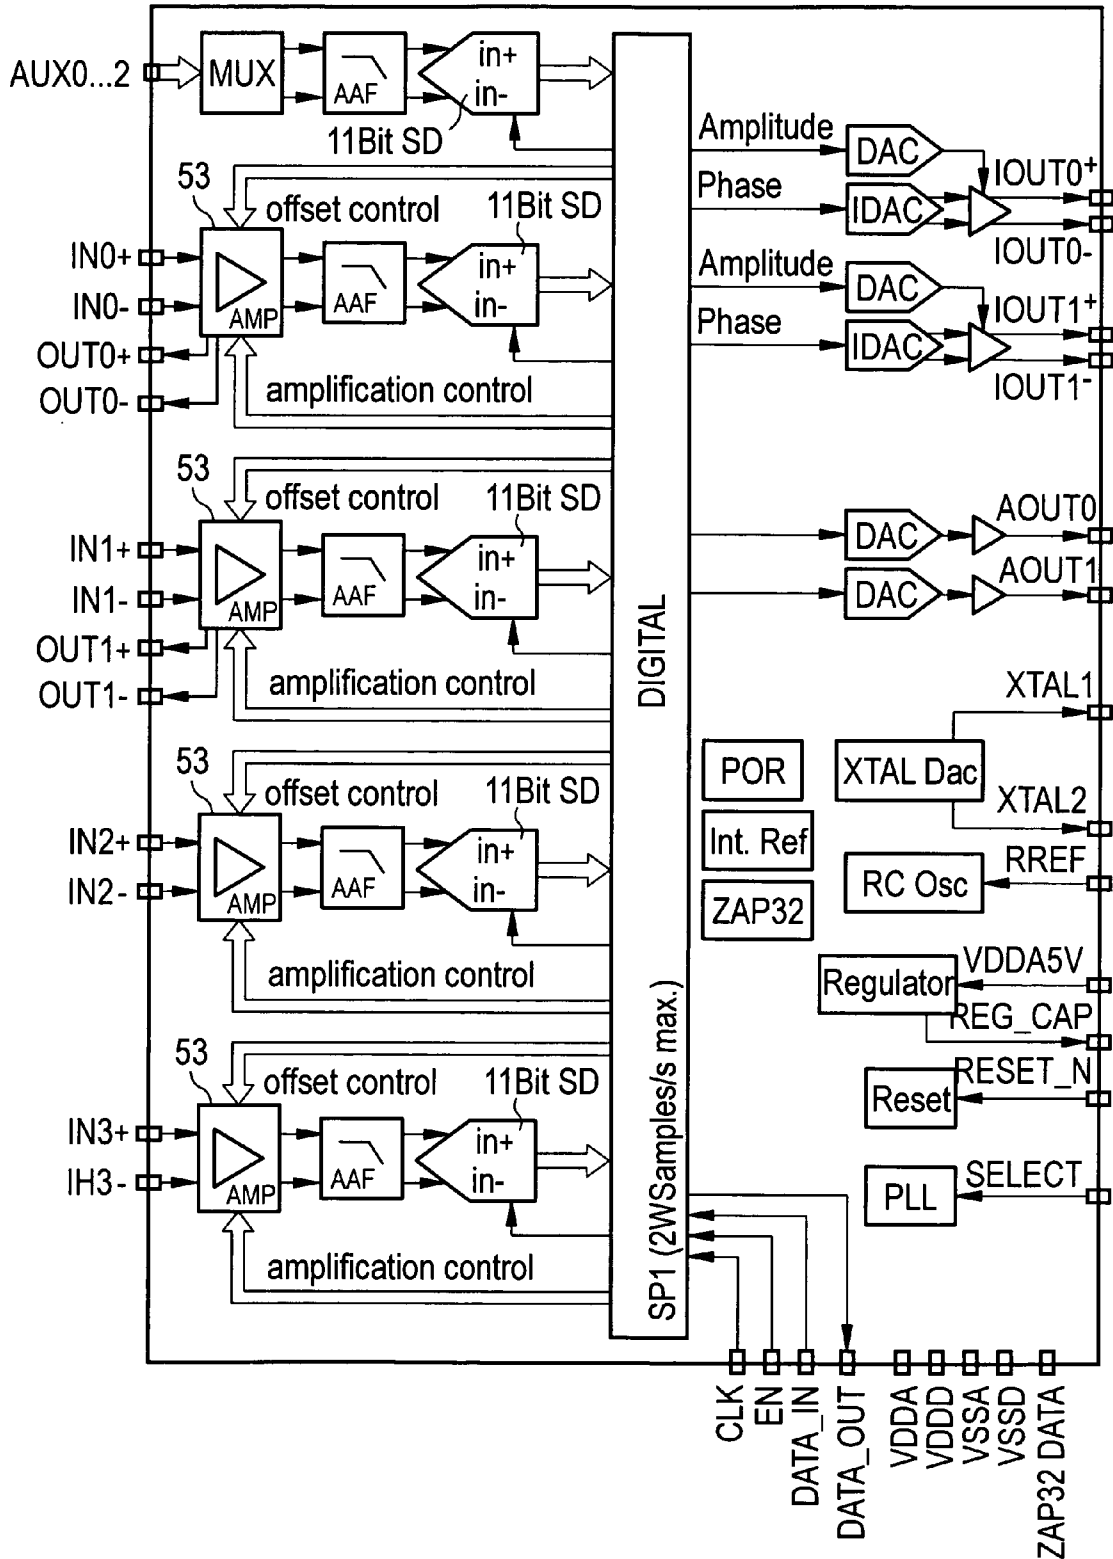 AUX0...2
MUX
AAF
in+
in-
11Bit SD
53
offset control
11Bit SD
IN0+
IN0-
AMP
AAF
in+
in-
OUT0+
OUT0-
amplification control
53
offset control
11Bit SD
IN1+
IN1-
AMP
AAF
in+
in-
OUT1+
OUT1-
amplification control
53
offset control
11Bit SD
IN2+
IN2-
AMP
AAF
in+
in-
amplification control
53
offset control
11Bit SD
IN3+
IH3-
AMP
AAF
in+
in-
amplification control
DIGITAL
SP1 (2WSamples/s max.)
Amplitude
DAC
IOUT0+
Phase
IDAC
IOUT0-
Amplitude
DAC
IOUT1+
Phase
IDAC
IOUT1-
DAC
AOUT0
DAC
AOUT1
XTAL1
POR
XTAL Dac
XTAL2
Int. Ref
RREF
RC Osc
ZAP32
VDDA5V
Regulator
REG_CAP
RESET_N
Reset
SELECT
PLL
CLK
EN
DATA_IN
DATA_OUT
VDDA
VDDD
VSSA
VSSD
ZAP32 DATA